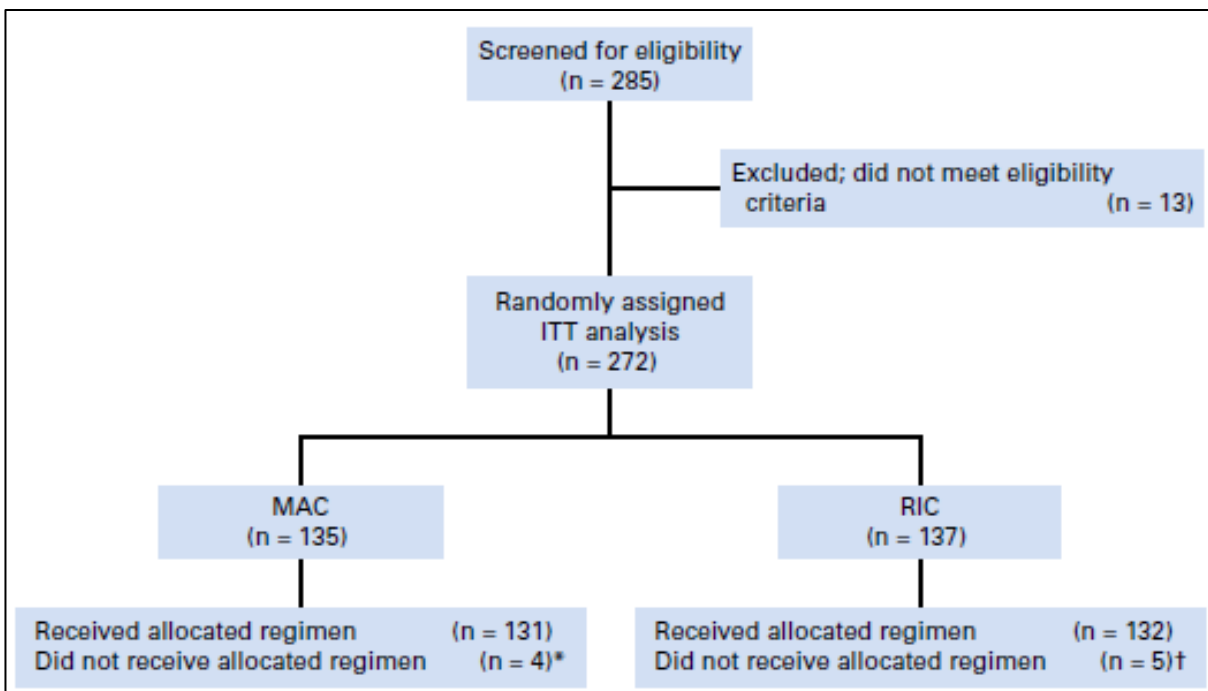 Screened for eligibility
(n = 285)
Excluded; did not meet eligibility
criteria (n = 13)
Randomly assigned
ITT analysis
(n = 272)
MAC
(n = 135)
RIC
(n = 137)
Received allocated regimen (n = 131)
Did not receive allocated regimen (n = 4)*
Received allocated regimen (n = 132)
Did not receive allocated regimen (n = 5)†